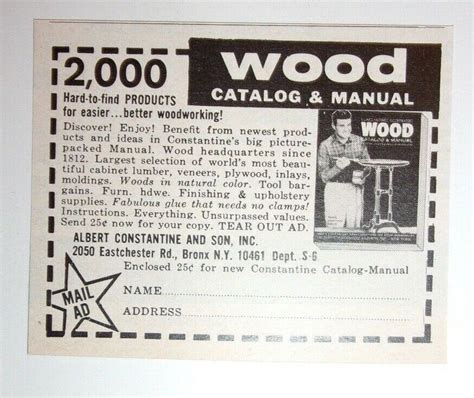 2,000
Hard-to-find PRODUCTS
for easier...better woodworking!
WOOD
CATALOG & MANUAL
Discover! Enjoy! Benefit from newest prod-
ucts and ideas in Constantine's big picture-
packed Manual. Wood headquarters since
1812. Largest selection of world's most beau-
tiful cabinet lumber, veneers, plywood, inlays,
moldings. Woods in natural color. Tool bar-
gains. Furn. hdwe. Finishing & upholstery
supplies. Fabulous glue that needs no clamps!
Instructions. Everything. Unsurpassed values.
Send 25¢ now for your copy. TEAR OUT AD.
WOOD
CATALOG & MANUAL
ALBERT CONSTANTINE AND SON, INC.
2050 Eastchester Rd., Bronx N.Y. 10461 Dept. S-6
Enclosed 25¢ for new Constantine Catalog-Manual
MAIL
AD
NAME
ADDRESS